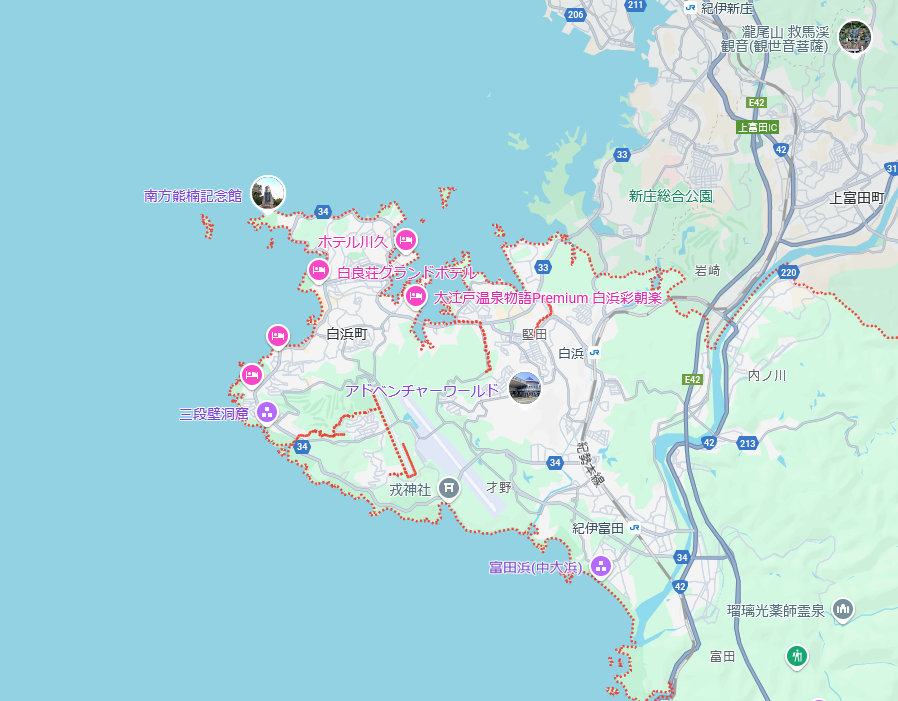 211
206
JR 紀伊新庄
瀧尾山 救馬渓
観音(観世音菩薩)
E42
上富田IC
42
33
31
南方熊楠記念館
34
新庄総合公園
上富田町
ホテル川久
33
岩崎
220
白良荘グランドホテル
大江戸温泉物語Premium 白浜彩朝楽
白浜町
堅田
白浜 JR
E42
内ノ川
アドベンチャーワールド
三段壁洞窟
34
42
213
34
紀勢本線
戎神社
才野
紀伊富田 JR
34
富田浜(中大浜)
42
瑠璃光薬師霊泉
富田